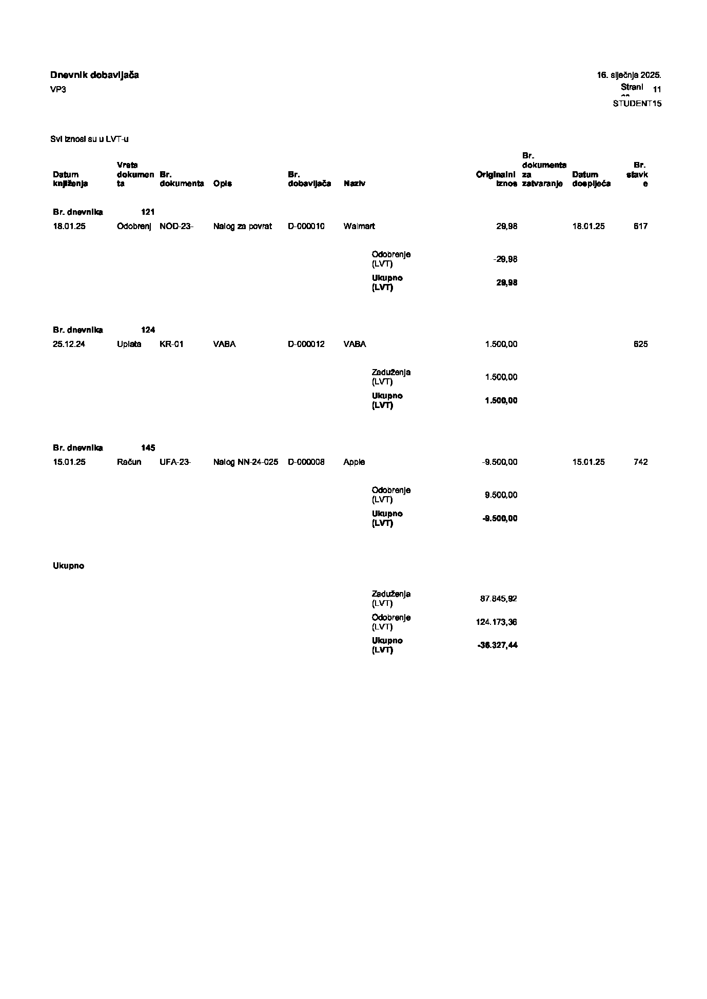 Dnevnik dobavljača
16. siječnja 2025.
VP3
Strani 11
STUDENT15
Svi iznosi su u LVT-u
Datum knjiženja Vrsta dokumen ta Br. dokumenta Opis Br. dobavljača Naziv Originalni iznos Br. dokumenta za zatvaranje Datum dospijeća Br. stavk e
Br. dnevnika 121
18.01.25 Odobrenj NOD-23- Nalog za povrat D-000010 Walmart 29,98 18.01.25 617
Odobrenje (LVT) -29,98
Ukupno (LVT) 29,98
Br. dnevnika 124
25.12.24 Uplata KR-01 VABA D-000012 VABA 1.500,00 625
Zaduženja (LVT) 1.500,00
Ukupno (LVT) 1.500,00
Br. dnevnika 145
15.01.25 Račun UFA-23- Nalog NN-24-025 D-000008 Apple -9.500,00 15.01.25 742
Odobrenje (LVT) 9.500,00
Ukupno (LVT) -9.500,00
Ukupno
Zaduženja (LVT) 87.845,92
Odobrenje (LVT) 124.173,36
Ukupno (LVT) -36.327,44